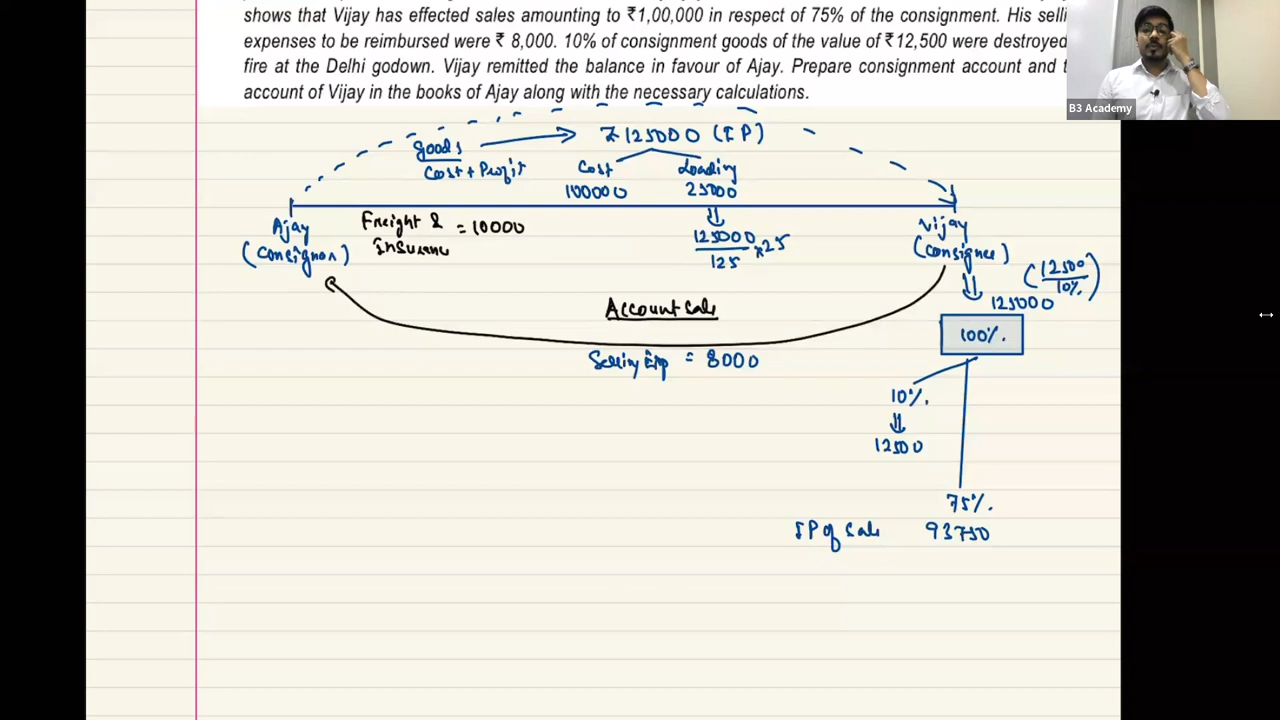 shows that Vijay has effected sales amounting to ₹1,00,000 in respect of 75% of the consignment. His selli
expenses to be reimbursed were ₹ 8,000. 10% of consignment goods of the value of ₹12,500 were destroyed
fire at the Delhi godown. Vijay remitted the balance in favour of Ajay. Prepare consignment account and t
account of Vijay in the books of Ajay along with the necessary calculations.
B3 Academy
goods
₹125000 (IP)
Cost + Profit
Cost
Loading
100000
25000
Ajay
(consignor)
Freight & = 10000
Insuranc
125000
125
×25
Vijay
(consignee)
(12500
10%)
125000
Account Sale
100%.
Selling Exp = 8000
10%.
12500
75%.
IP of Sale 93750